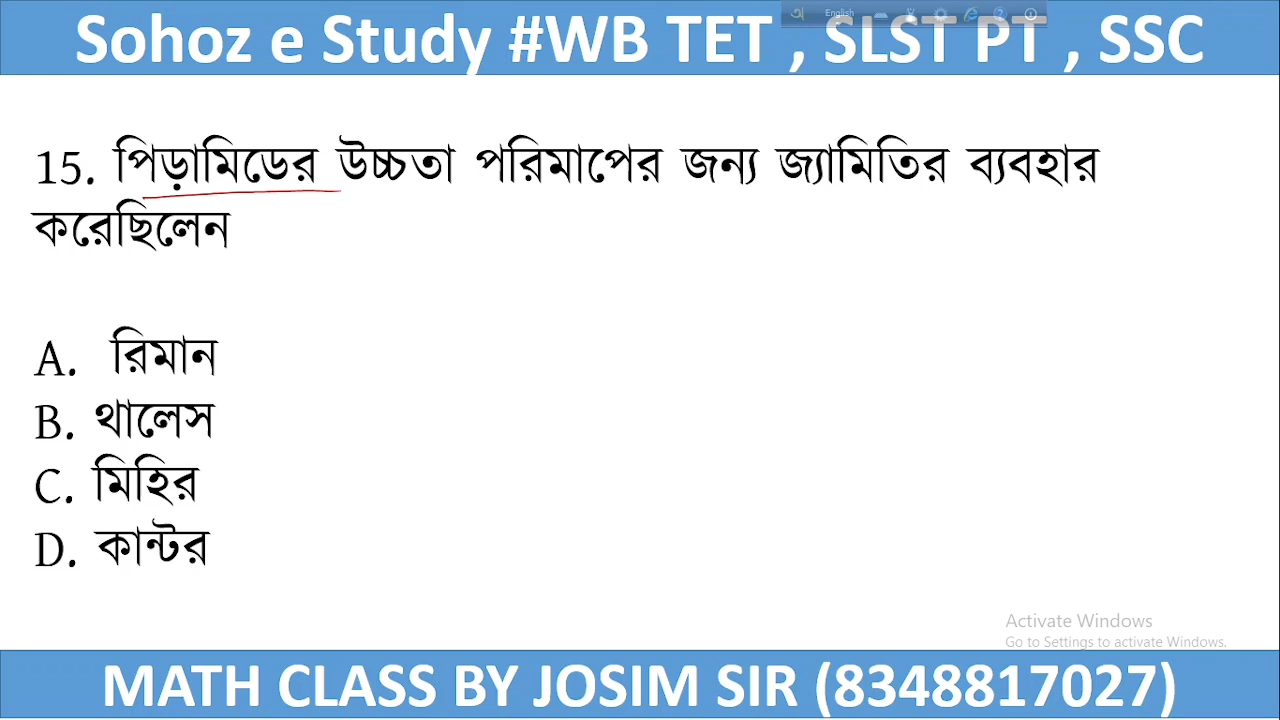 English
Sohoz e Study #WB TET , SLST PT , SSC
15. পিড়ামিডের উচ্চতা পরিমাপের জন্য জ্যামিতির ব্যবহার
করেছিলেন
A. রিমান
B. থালেস
C. মিহির
D. কান্টর
Activate Windows
Go to Settings to activate Windows.
MATH CLASS BY JOSIM SIR (8348817027)